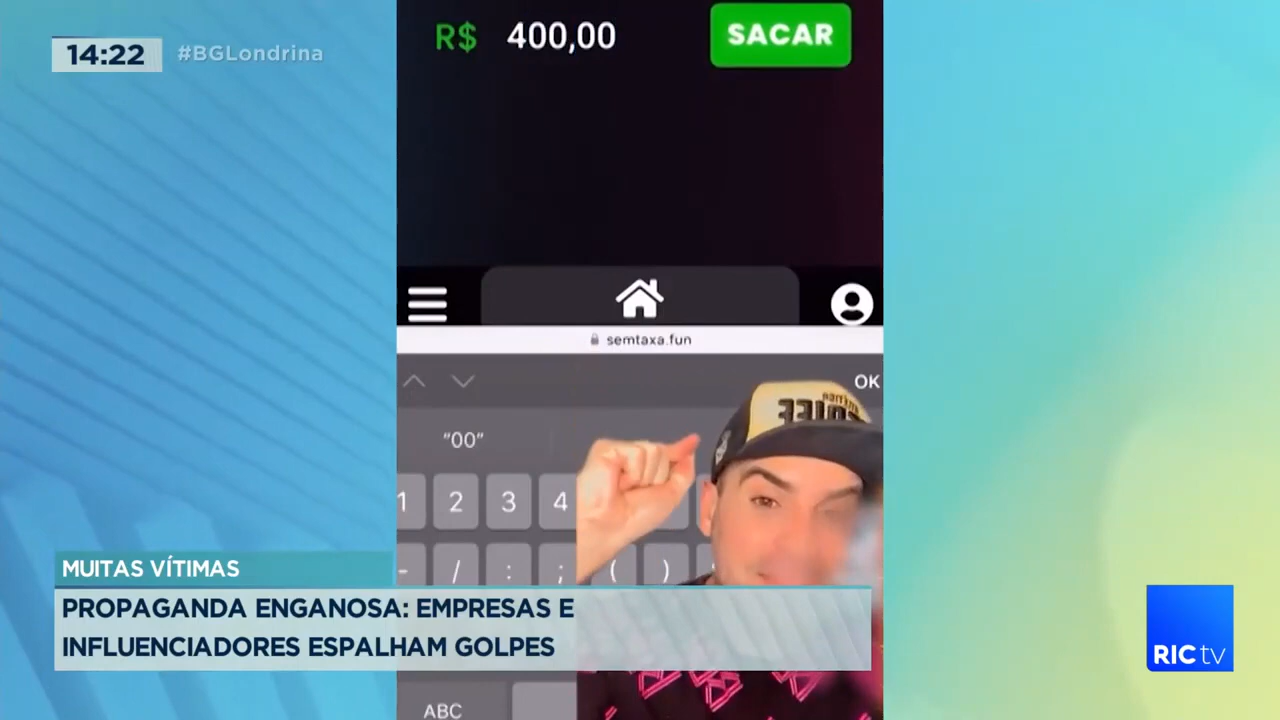 R$ 400,00 SACAR
14:22 #BGLondrina
semtaxa.fun
OK
"00"
1 2 3 4
- / : ; ( )
MUITAS VÍTIMAS
PROPAGANDA ENGANOSA: EMPRESAS E
INFLUENCIADORES ESPALHAM GOLPES
RIC tv
ABC